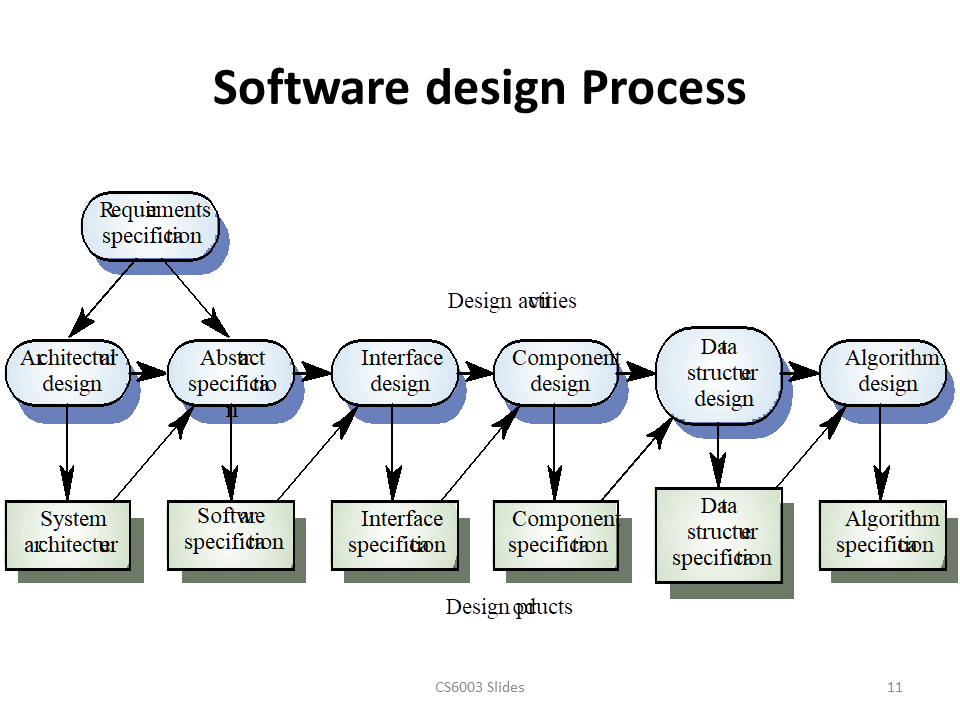 Software design Process
Requirements
specification
Design activities
Architectural
design
Abstract
specificatio
n
Interface
design
Component
design
Data
structure
design
Algorithm
design
System
architecture
Software
specification
Interface
specification
Component
specification
Data
structure
specification
Algorithm
specification
Design products
CS6003 Slides
11